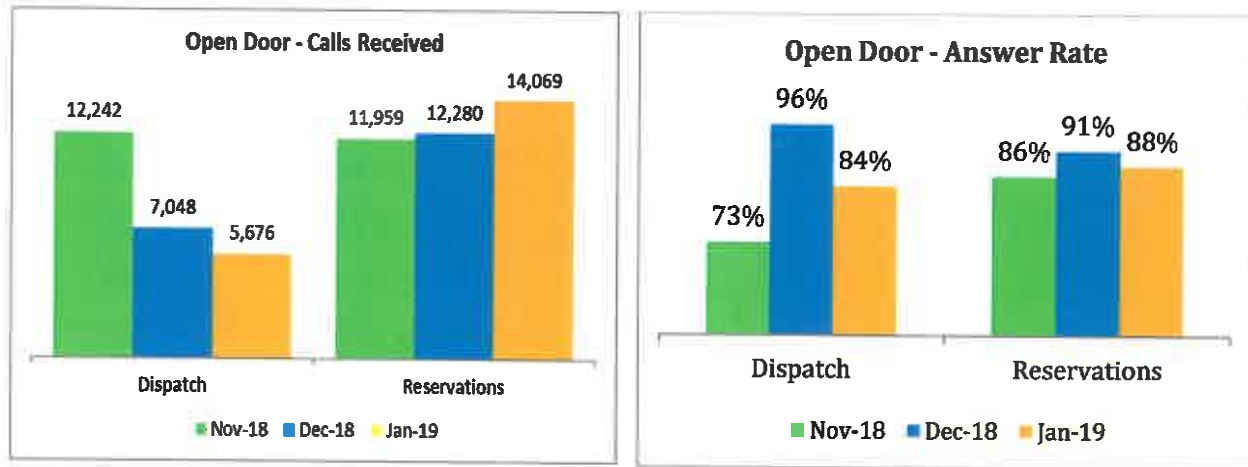 Open Door - Calls Received
12,242
7,048
5,676
11,959
12,280
14,069
Dispatch
Reservations
Nov-18 Dec-18 Jan-19
Open Door - Answer Rate
73%
96%
84%
86%
91%
88%
Dispatch
Reservations
Nov-18 Dec-18 Jan-19